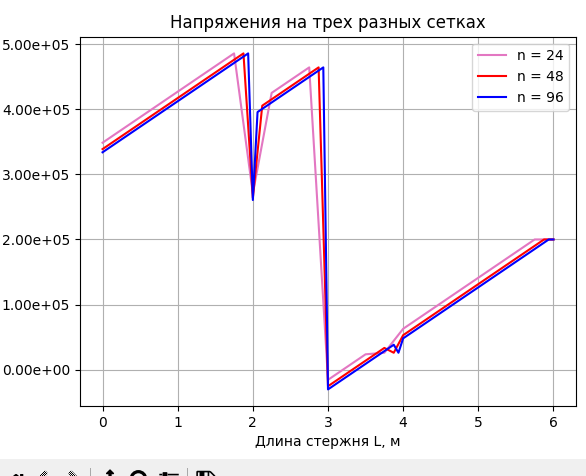 Напряжения на трех разных сетках
5.00e+05
4.00e+05
3.00e+05
2.00e+05
1.00e+05
0.00e+00
n = 24
n = 48
n = 96
0 1 2 3 4 5 6
Длина стержня L, м